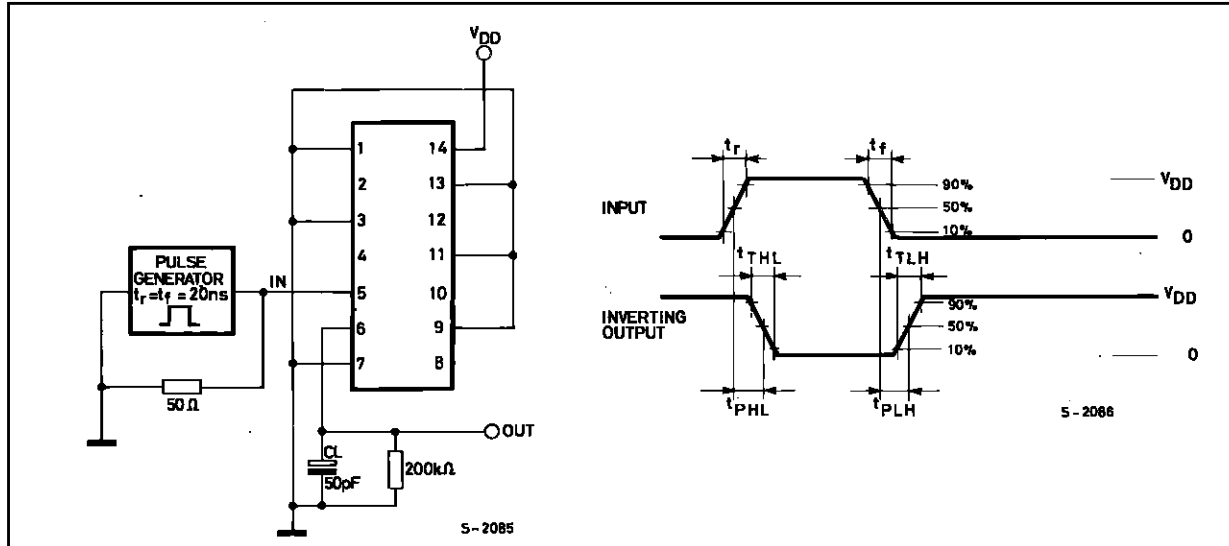 VDD
1 14
2 13
3 12
4 11
5 10
6 9
7 8
PULSE
GENERATOR
tr=tf=20ns
IN
50Ω
OUT
CL
50pF
200kΩ
S-2085
tr
tf
INPUT
90%
50%
10%
VDD
0
tTHL
tTLH
INVERTING
OUTPUT
VDD
90%
50%
10%
0
tPHL
tPLH
S-2086